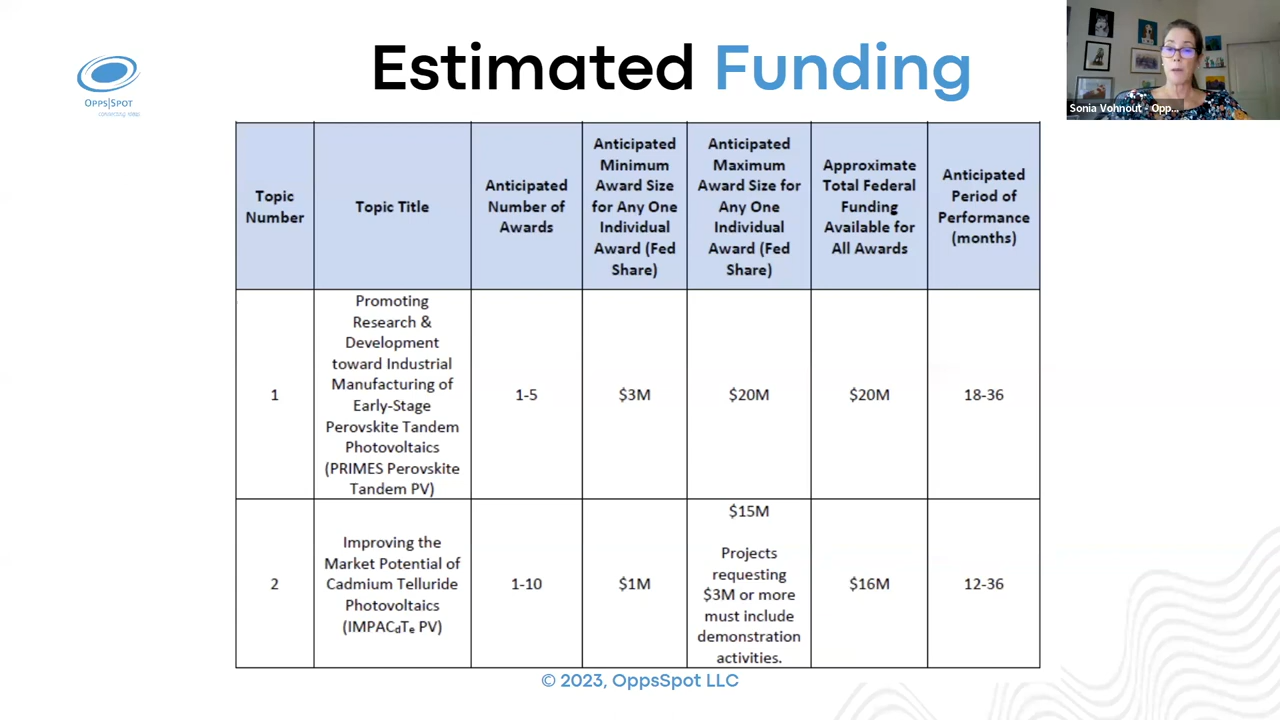 Estimated Funding
OPPS|SPOT
Sonia Vohnout - Opp...
Topic
Number
Topic Title
Anticipated
Number of
Awards
Anticipated
Minimum
Award Size
for Any One
Individual
Award (Fed
Share)
Anticipated
Maximum
Award Size for
Any One
Individual
Award (Fed
Share)
Approximate
Total Federal
Funding
Available for
All Awards
Anticipated
Period of
Performance
(months)
1
Promoting
Research &
Development
toward Industrial
Manufacturing of
Early-Stage
Perovskite Tandem
Photovoltaics
(PRIMES Perovskite
Tandem PV)
1-5
$3M
$20M
$20M
18-36
2
Improving the
Market Potential of
Cadmium Telluride
Photovoltaics
(IMPACdTe PV)
1-10
$1M
$15M
Projects
requesting
$3M or more
must include
demonstration
activities.
$16M
12-36
© 2023, OppsSpot LLC